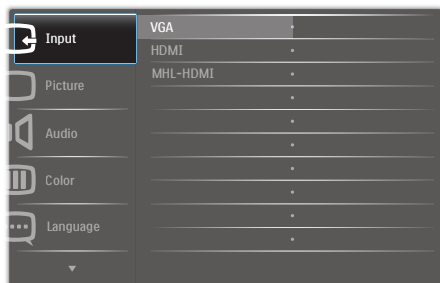 Input
Picture
Audio
Color
Language
VGA
HDMI
MHL-HDMI